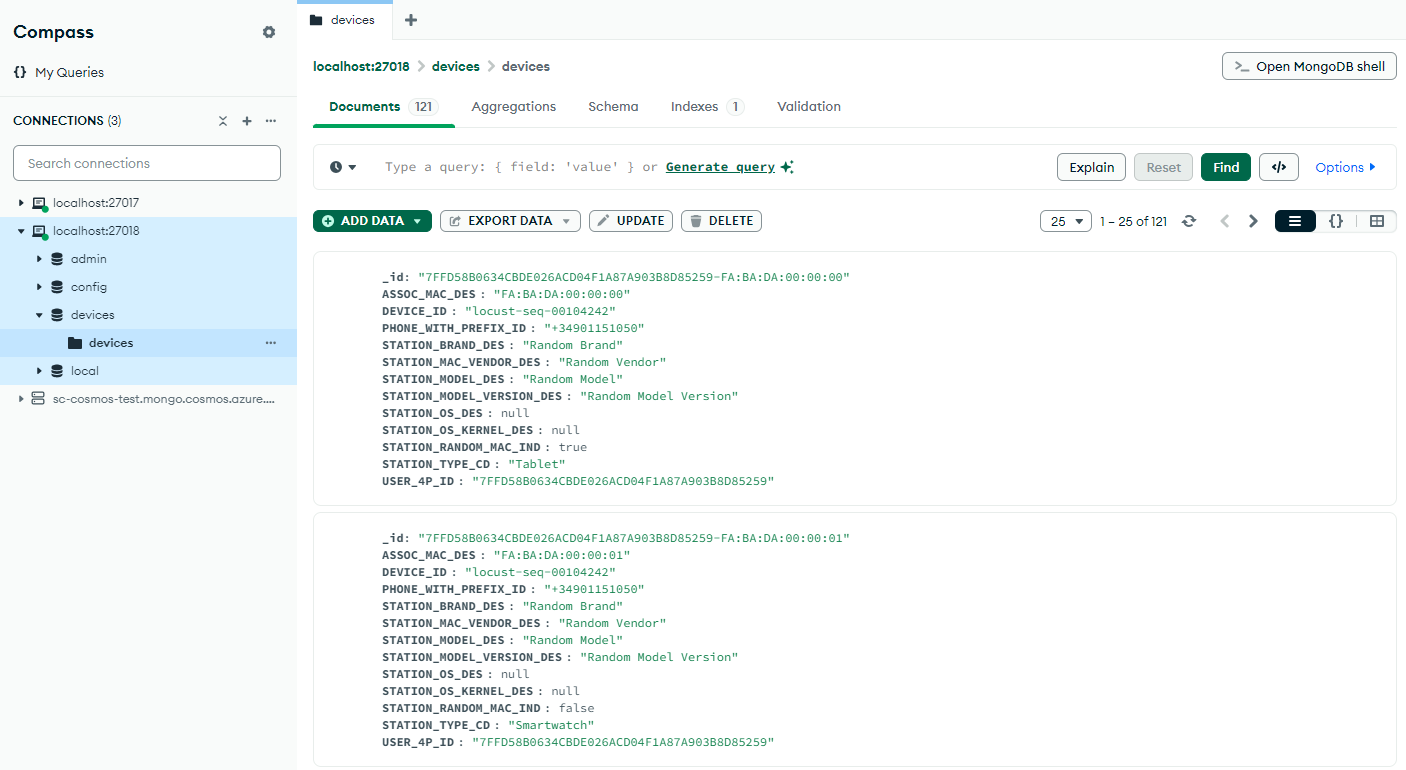 Compass
My Queries
CONNECTIONS (3)
Search connections
localhost:27017
localhost:27018
admin
config
devices
devices
local
sc-cosmos-test.mongo.cosmos.azure....
devices
localhost:27018 > devices > devices
>_ Open MongoDB shell
Documents 121 Aggregations Schema Indexes 1 Validation
Type a query: { field: 'value' } or Generate query
Explain Reset Find </> Options
ADD DATA EXPORT DATA UPDATE DELETE 25 1 – 25 of 121 {}
_id: "7FFD58B0634CBDE026ACD04F1A87A903B8D85259-FA:BA:DA:00:00:00"
ASSOC_MAC_DES : "FA:BA:DA:00:00:00"
DEVICE_ID : "locust-seq-00104242"
PHONE_WITH_PREFIX_ID : "+34901151050"
STATION_BRAND_DES : "Random Brand"
STATION_MAC_VENDOR_DES : "Random Vendor"
STATION_MODEL_DES : "Random Model"
STATION_MODEL_VERSION_DES : "Random Model Version"
STATION_OS_DES : null
STATION_OS_KERNEL_DES : null
STATION_RANDOM_MAC_IND : true
STATION_TYPE_CD : "Tablet"
USER_4P_ID : "7FFD58B0634CBDE026ACD04F1A87A903B8D85259"
_id: "7FFD58B0634CBDE026ACD04F1A87A903B8D85259-FA:BA:DA:00:00:01"
ASSOC_MAC_DES : "FA:BA:DA:00:00:01"
DEVICE_ID : "locust-seq-00104242"
PHONE_WITH_PREFIX_ID : "+34901151050"
STATION_BRAND_DES : "Random Brand"
STATION_MAC_VENDOR_DES : "Random Vendor"
STATION_MODEL_DES : "Random Model"
STATION_MODEL_VERSION_DES : "Random Model Version"
STATION_OS_DES : null
STATION_OS_KERNEL_DES : null
STATION_RANDOM_MAC_IND : false
STATION_TYPE_CD : "Smartwatch"
USER_4P_ID : "7FFD58B0634CBDE026ACD04F1A87A903B8D85259"